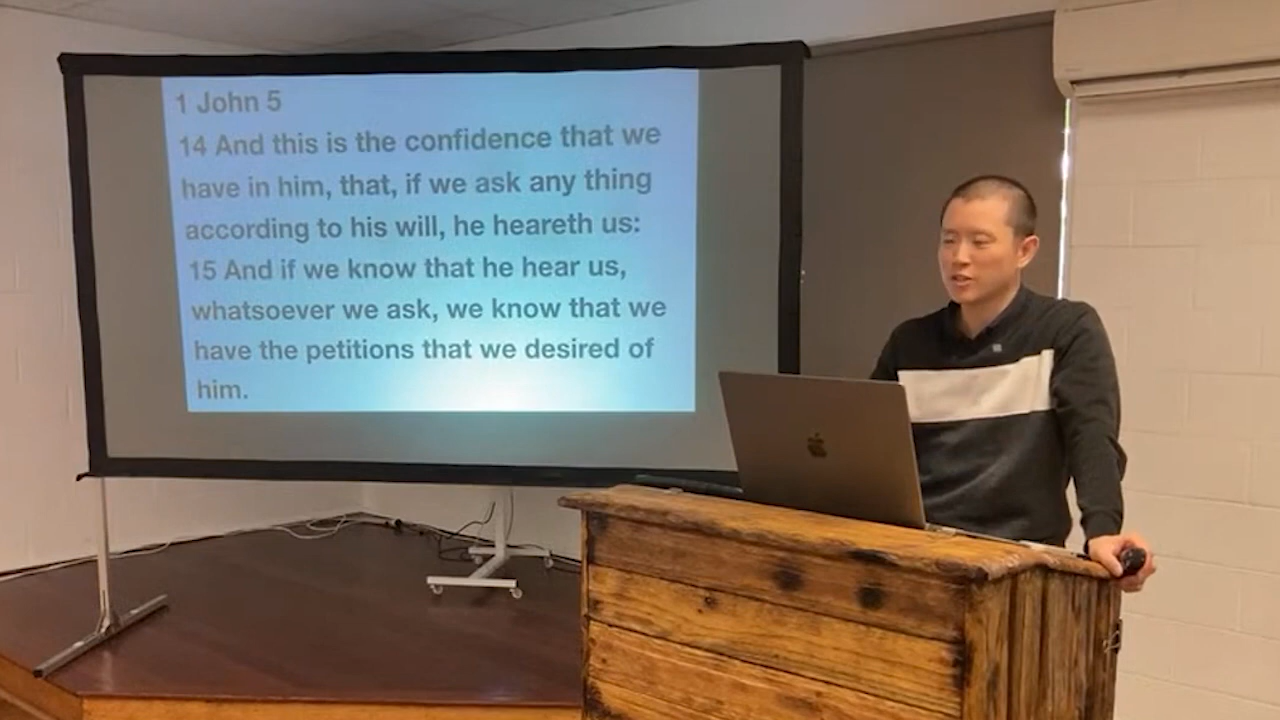 1 John 5
14 And this is the confidence that we
have in him, that, if we ask any thing
according to his will, he heareth us:
15 And if we know that he hear us,
whatsoever we ask, we know that we
have the petitions that we desired of
him.